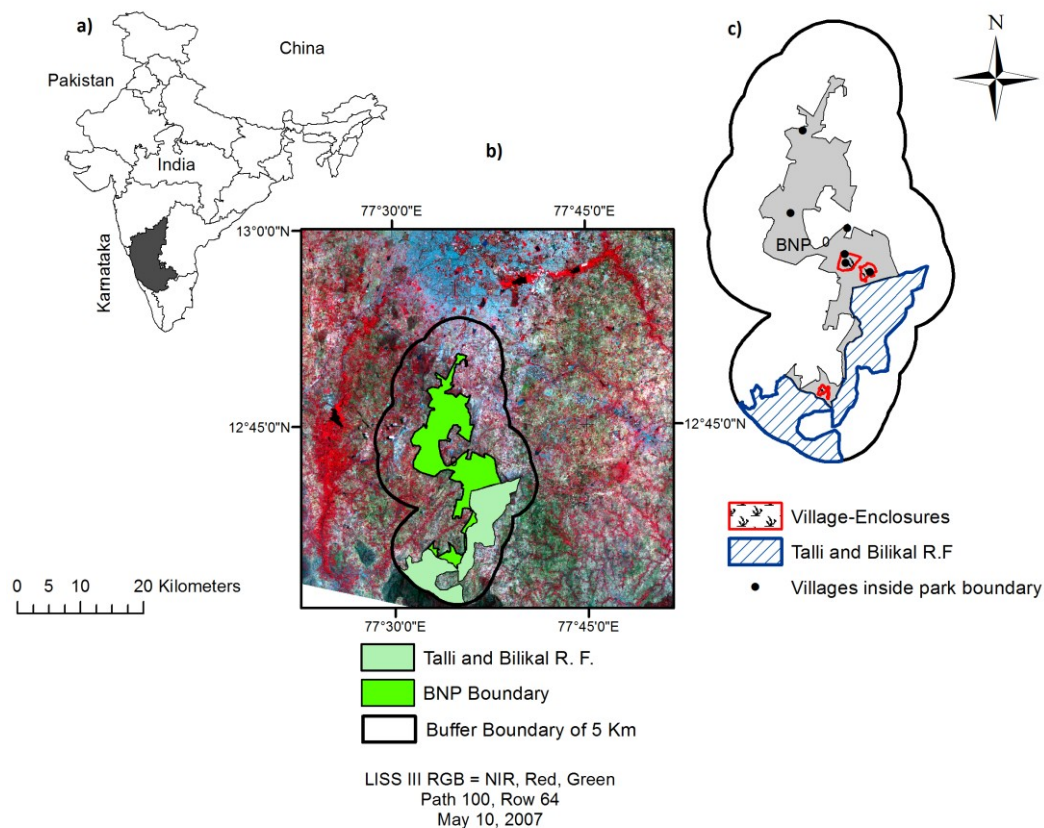 a)
China
Pakistan
India
Karnataka
b)
77°30'0"E
77°45'0"E
13°0'0"N
12°45'0"N
12°45'0"N
77°30'0"E
77°45'0"E
0 5 10 20 Kilometers
Talli and Bilikal R. F.
BNP Boundary
Buffer Boundary of 5 Km
LISS III RGB = NIR, Red, Green
Path 100, Row 64
May 10, 2007
c)
N
BNP
Village-Enclosures
Talli and Bilikal R.F
Villages inside park boundary